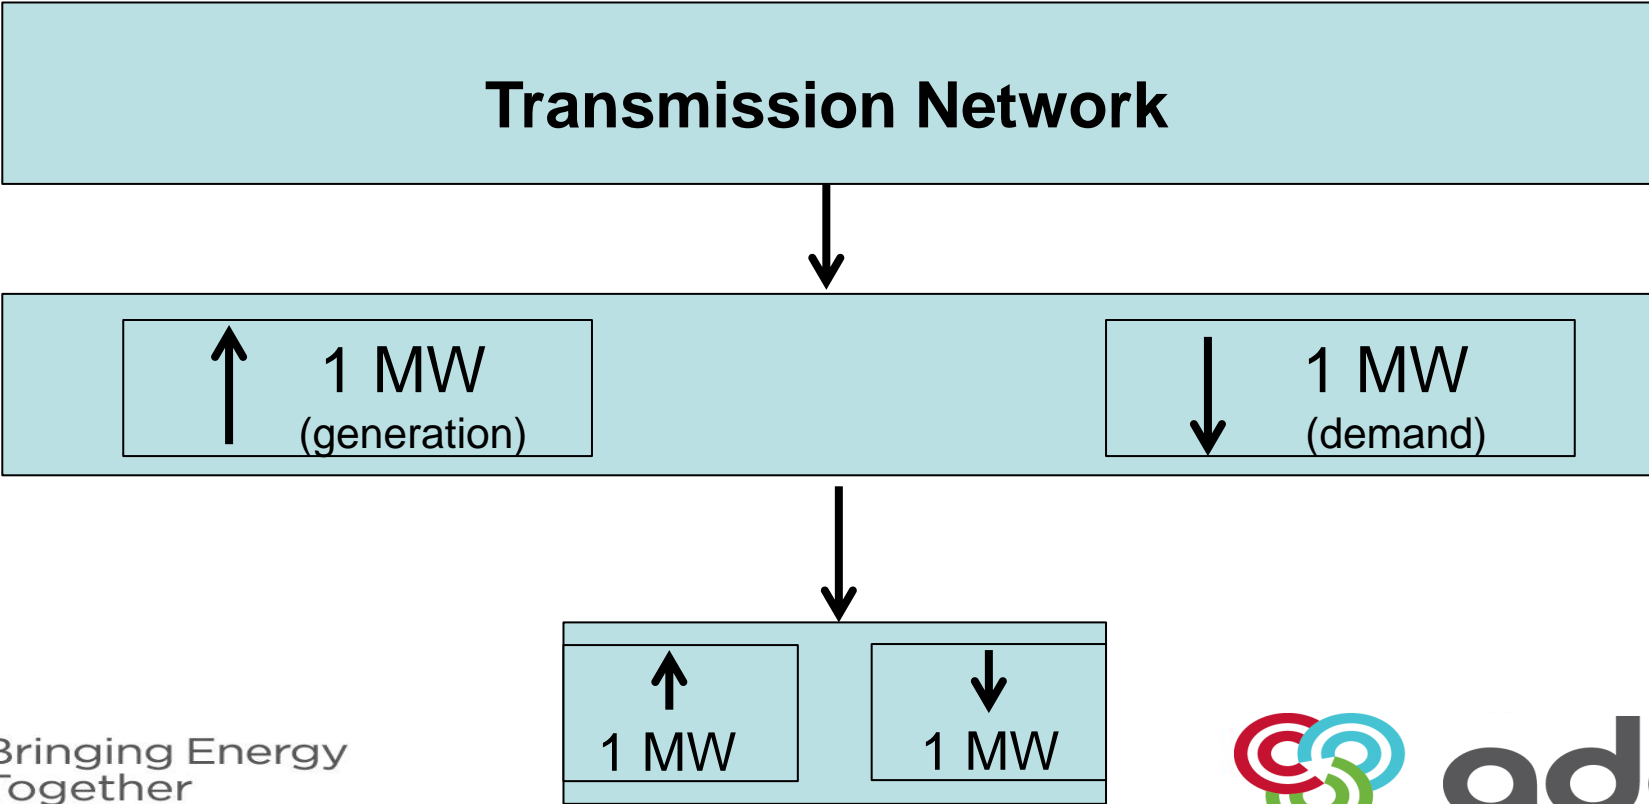 Transmission Network
1 MW
(generation)
1 MW
(demand)
1 MW
1 MW
Bringing Energy
Together